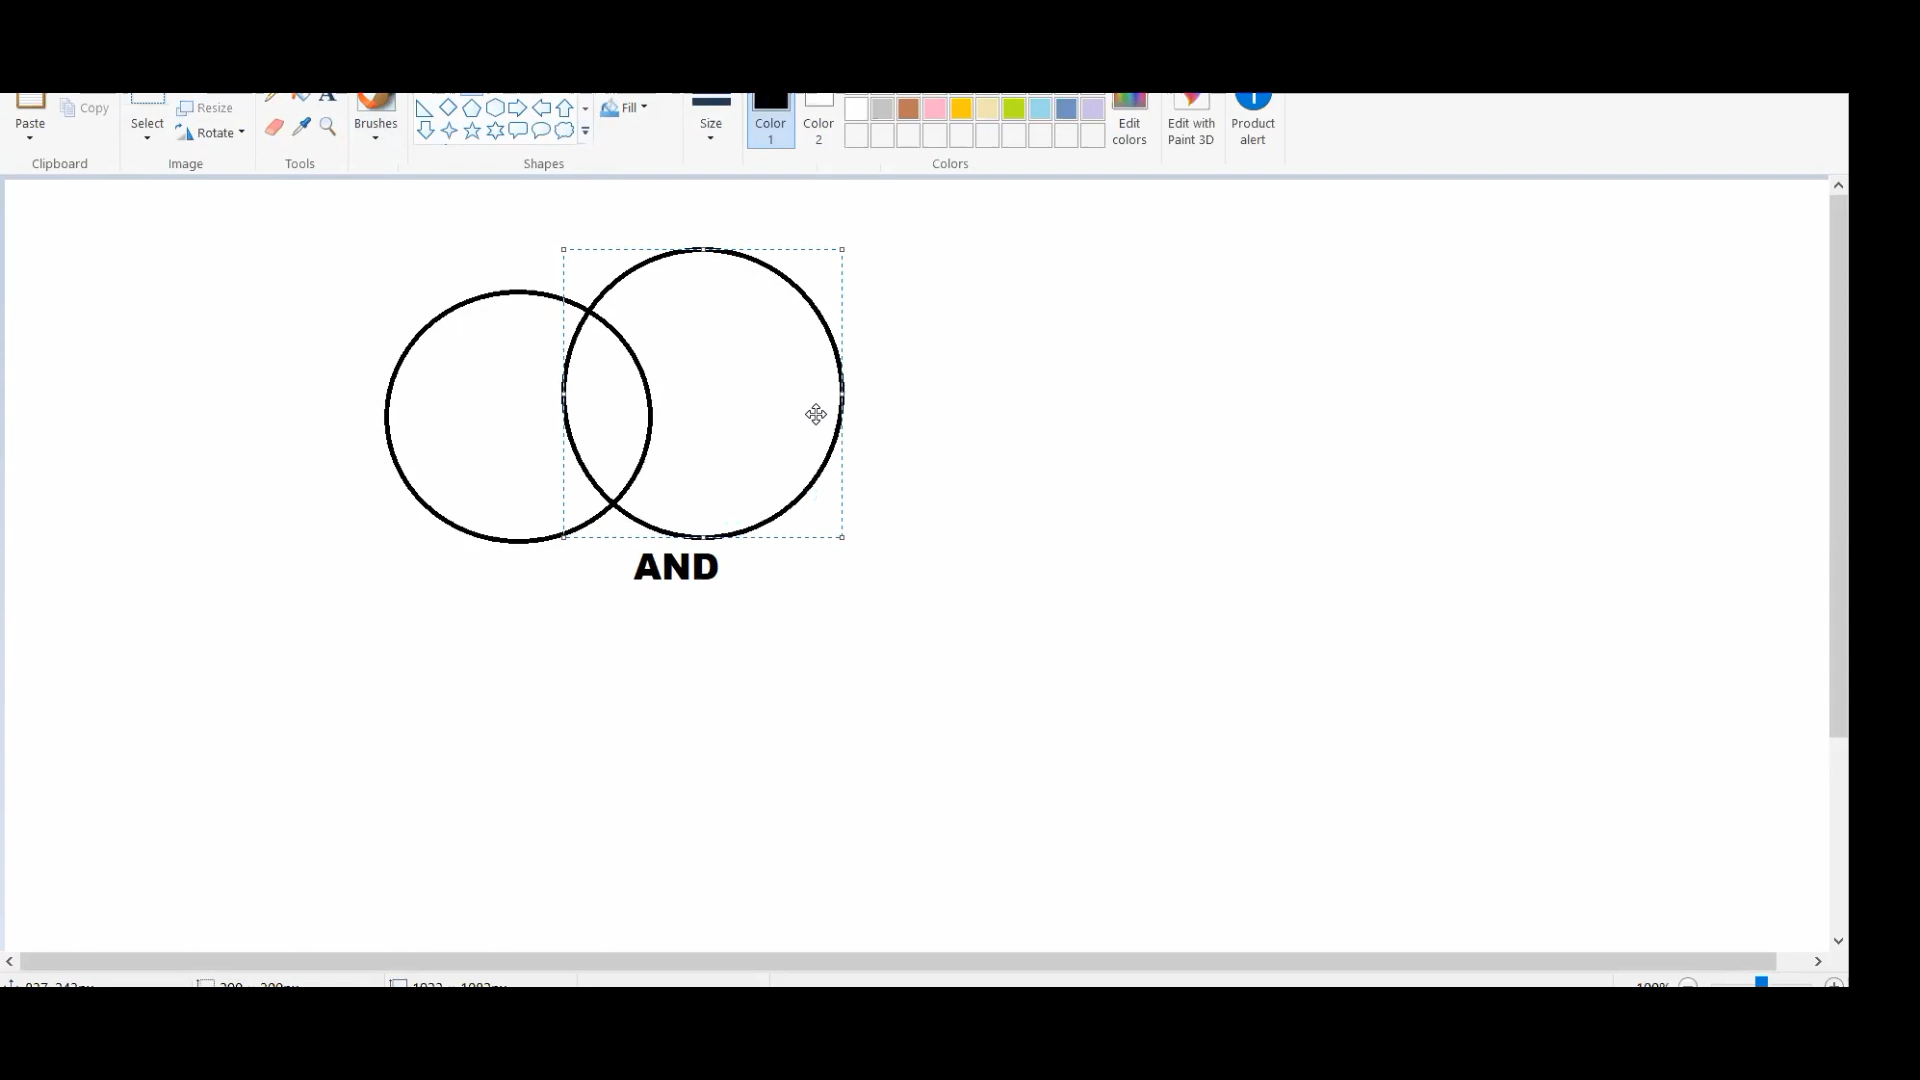 Paste
Copy
Clipboard
Select
Resize
Rotate
Image
Tools
Brushes
Fill
Shapes
Size
Color
1
Color
2
Edit
colors
Colors
Edit with
Paint 3D
Product
alert
AND